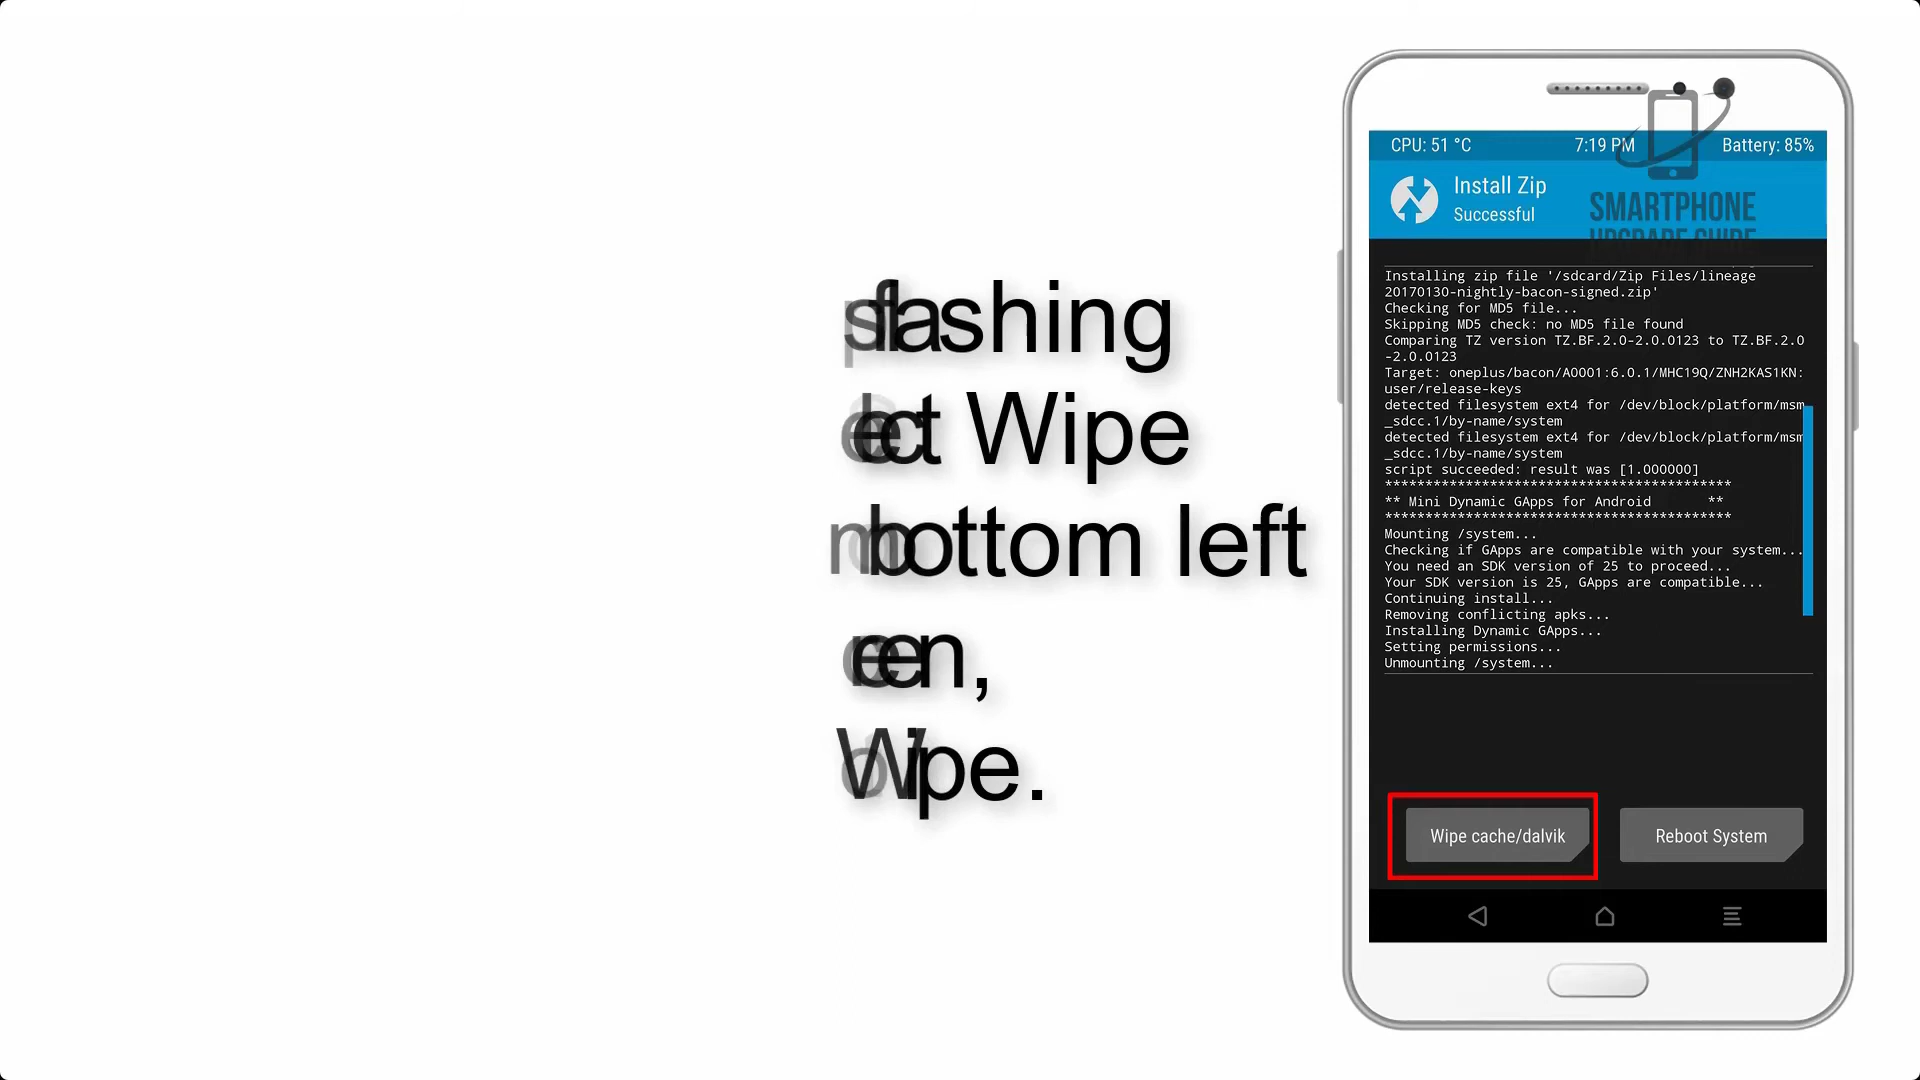 flashing
Wipe
bottom left
Wipe.
CPU: 51 °C 7:19 PM Battery: 85%
Install Zip
Successful
SMARTPHONE
UPGRADE GUIDE
Installing zip file '/sdcard/Zip Files/lineage
20170130-nightly-bacon-signed.zip'
Checking for MD5 file...
Skipping MD5 check: no MD5 file found
Comparing TZ version TZ.BF.2.0-2.0.0123 to TZ.BF.2.0
-2.0.0123
Target: oneplus/bacon/A0001:6.0.1/MHC19Q/ZNH2KAS1KN:
user/release-keys
detected filesystem ext4 for /dev/block/platform/msm
_sdcc.1/by-name/system
detected filesystem ext4 for /dev/block/platform/msm
_sdcc.1/by-name/system
script succeeded: result was [1.000000]
*******************************************
** Mini Dynamic GApps for Android **
*******************************************
Mounting /system...
Checking if GApps are compatible with your system...
You need an SDK version of 25 to proceed...
Your SDK version is 25, GApps are compatible...
Continuing install...
Removing conflicting apks...
Installing Dynamic GApps...
Setting permissions...
Unmounting /system...
Wipe cache/dalvik
Reboot System